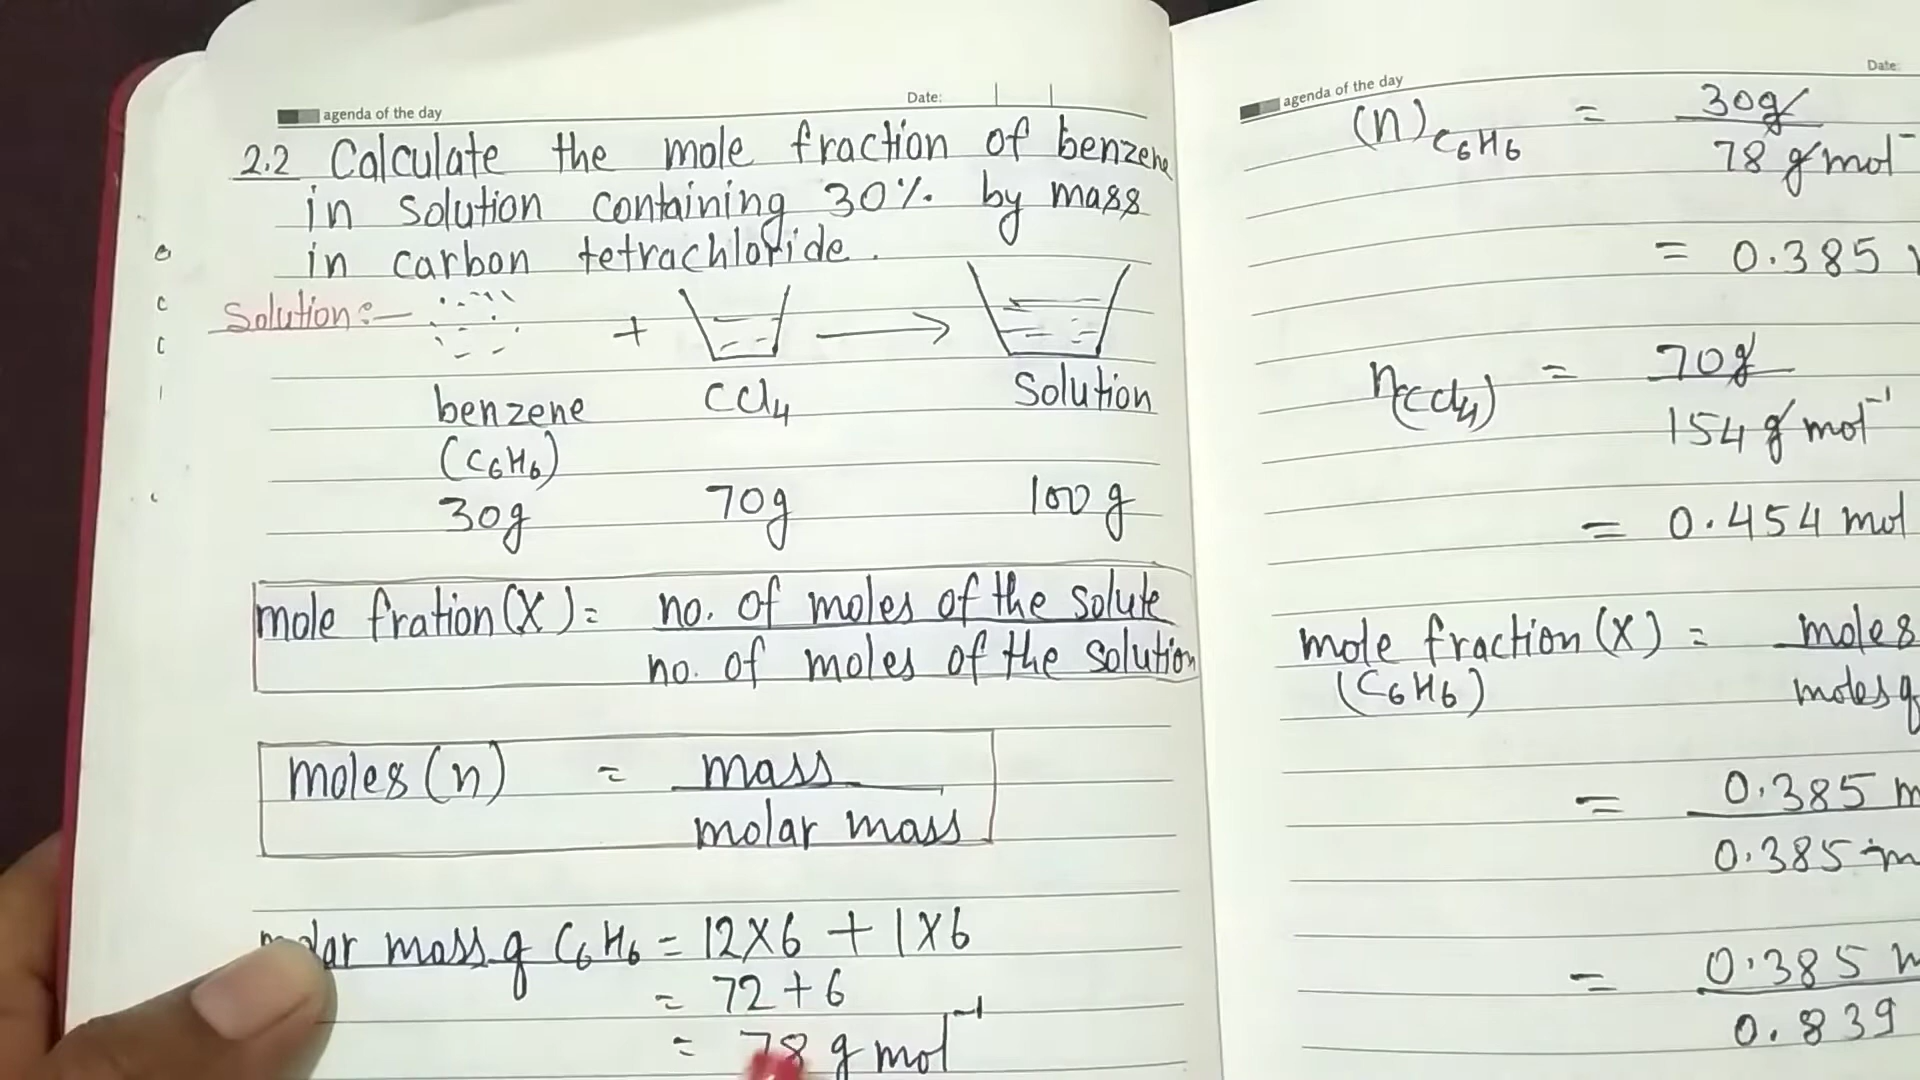 agenda of the day
Date:
2.2 Calculate the mole fraction of benzene
in solution containing 30% by mass
in carbon tetrachloride.
Solution:-
+
benzene CCl4 Solution
(C6H6)
30g 70g 100 g
mole fration (X) = no. of moles of the solute
no. of moles of the solution
moles (n) = mass
molar mass
molar mass of C6H6 = 12X6 + 1X6
= 72 + 6
= 78 g mol-1
agenda of the day
Date:
(n)C6H6 = 30g
78 g mol-
= 0.385
n(CCl4) = 70g
154 g mol-1
= 0.454 mol
mole fraction (X) = moles
(C6H6) moles of
= 0.385 m
0.385 m
= 0.385 m
0.839